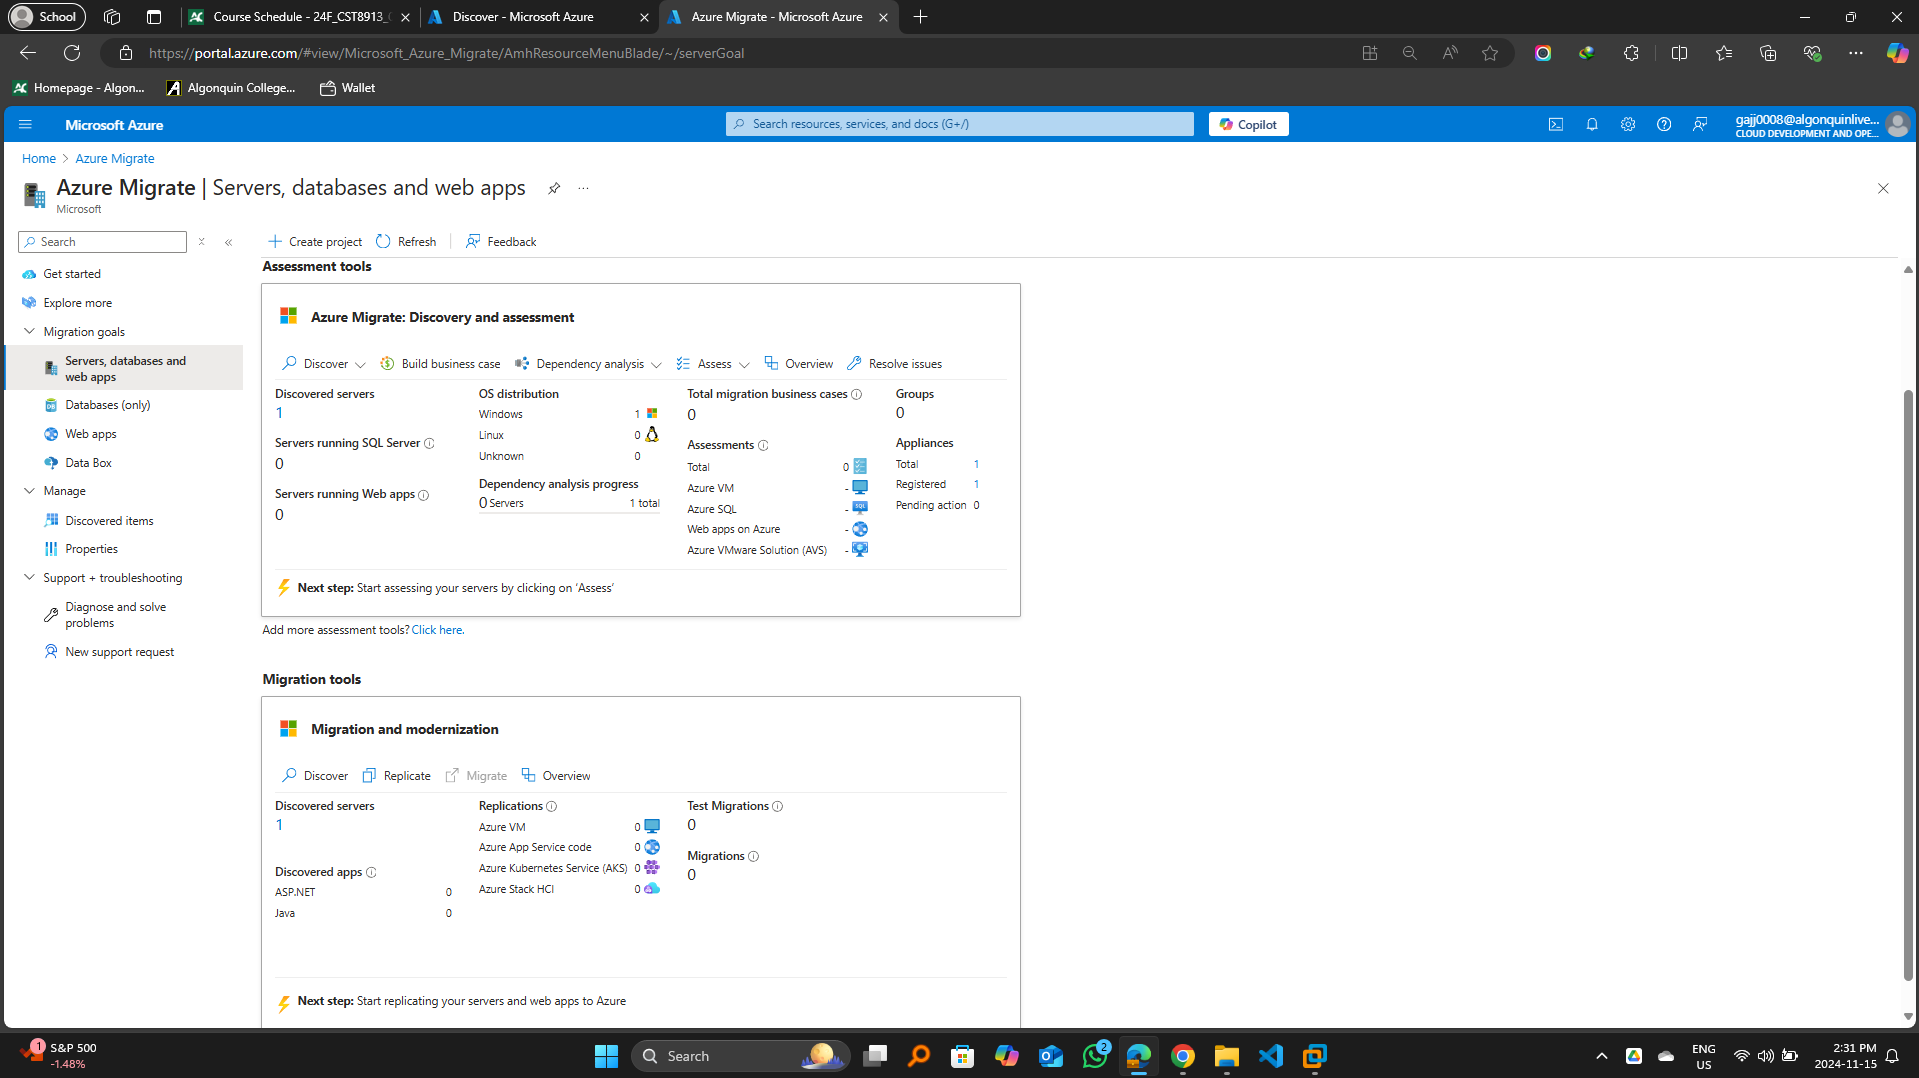 School
Course Schedule - 24F_CST8913_
Discover - Microsoft Azure
Azure Migrate - Microsoft Azure
https://portal.azure.com/#view/Microsoft_Azure_Migrate/AmhResourceMenuBlade/~/serverGoal
Homepage - Algon...
Algonquin College...
Wallet
Microsoft Azure
Search resources, services, and docs (G+/)
Copilot
gajj0008@algonquinlive...
CLOUD DEVELOPMENT AND OPE...
Home > Azure Migrate
Azure Migrate | Servers, databases and web apps
Microsoft
Search
Create project
Refresh
Feedback
Get started
Explore more
Migration goals
Servers, databases and
web apps
Databases (only)
Web apps
Data Box
Manage
Discovered items
Properties
Support + troubleshooting
Diagnose and solve
problems
New support request
Assessment tools
Azure Migrate: Discovery and assessment
Discover
Build business case
Dependency analysis
Assess
Overview
Resolve issues
Discovered servers
1
Servers running SQL Server
0
Servers running Web apps
0
OS distribution
Windows 1
Linux 0
Unknown 0
Dependency analysis progress
0 Servers 1 total
Total migration business cases
0
Assessments
Total 0
Azure VM -
Azure SQL -
Web apps on Azure -
Azure VMware Solution (AVS) -
Groups
0
Appliances
Total 1
Registered 1
Pending action 0
Next step: Start assessing your servers by clicking on 'Assess'
Add more assessment tools? Click here.
Migration tools
Migration and modernization
Discover
Replicate
Migrate
Overview
Discovered servers
1
Discovered apps
ASP.NET 0
Java 0
Replications
Azure VM 0
Azure App Service code 0
Azure Kubernetes Service (AKS) 0
Azure Stack HCI 0
Test Migrations
0
Migrations
0
Next step: Start replicating your servers and web apps to Azure
1
S&P 500
-1.48%
Search
2
ENG
US
2:31 PM
2024-11-15